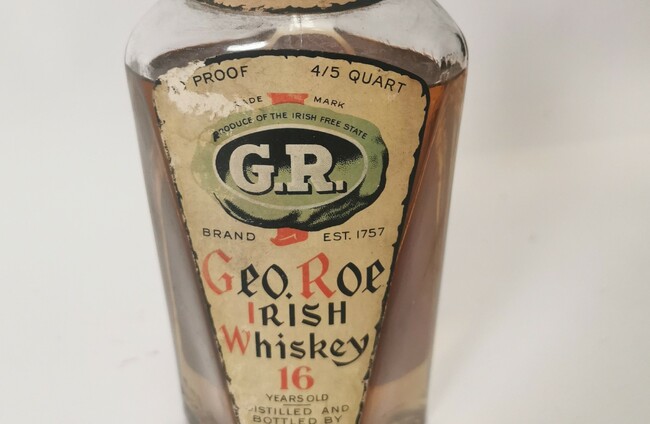 PROOF 4/5 QUART
TRADE MARK
PRODUCE OF THE IRISH FREE STATE
G.R.
BRAND EST. 1757
Geo. Roe
IRISH
Whiskey
16
YEARS OLD
DISTILLED AND
BOTTLED BY